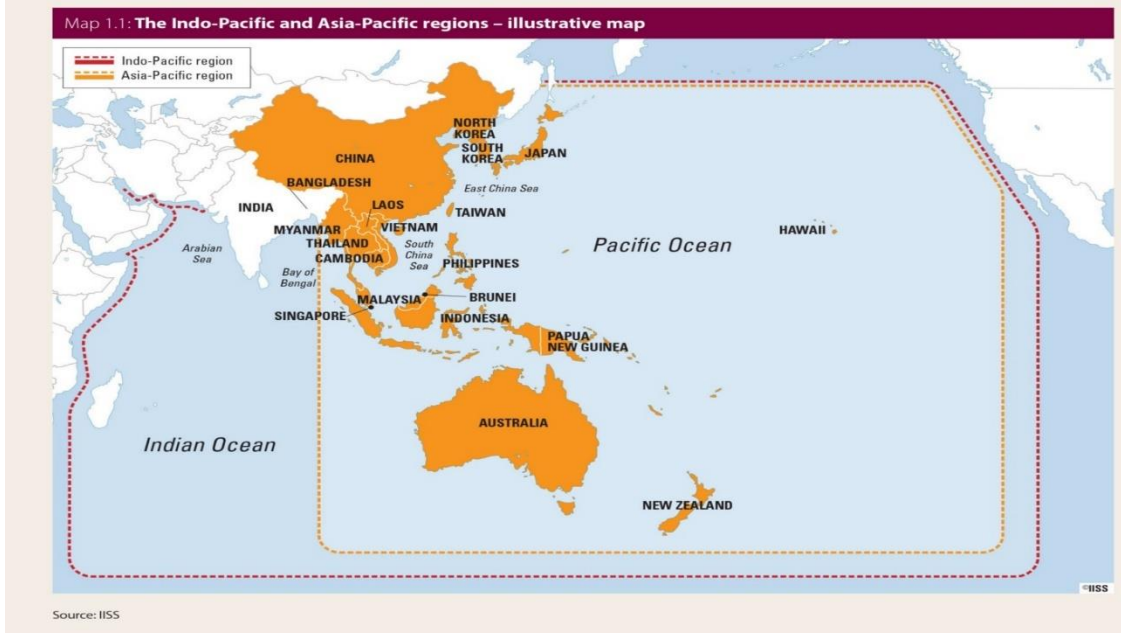 Map 1.1: The Indo-Pacific and Asia-Pacific regions – illustrative map
Indo-Pacific region
Asia-Pacific region
NORTH
KOREA
SOUTH
KOREA
JAPAN
CHINA
BANGLADESH
East China Sea
INDIA
LAOS
TAIWAN
MYANMAR
VIETNAM
HAWAII
THAILAND
Arabian
Sea
South
China
Sea
Pacific Ocean
CAMBODIA
Bay of
Bengal
PHILIPPINES
MALAYSIA
BRUNEI
SINGAPORE
INDONESIA
PAPUA
NEW GUINEA
AUSTRALIA
Indian Ocean
NEW ZEALAND
©IISS
Source: IISS